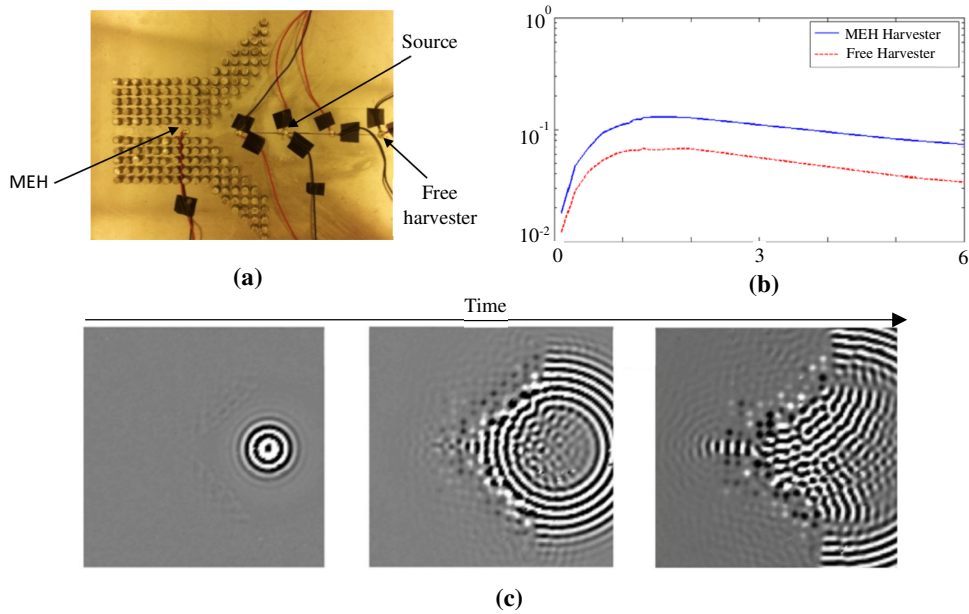 Source
MEH
Free
harvester
(a)
10^0
10^-1
10^-2
MEH Harvester
Free Harvester
0
3
6
(b)
Time
(c)